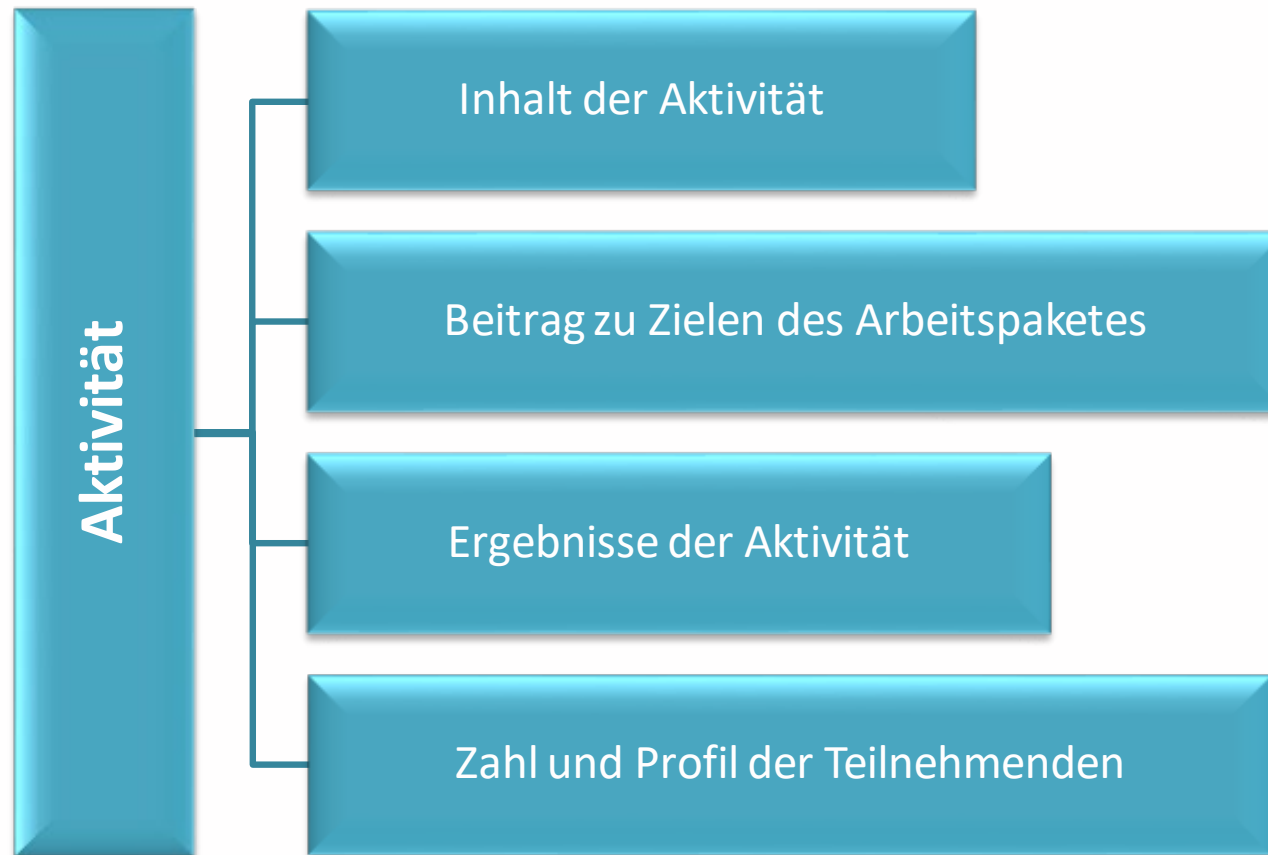 Aktivität
Inhalt der Aktivität
Beitrag zu Zielen des Arbeitspaketes
Ergebnisse der Aktivität
Zahl und Profil der Teilnehmenden